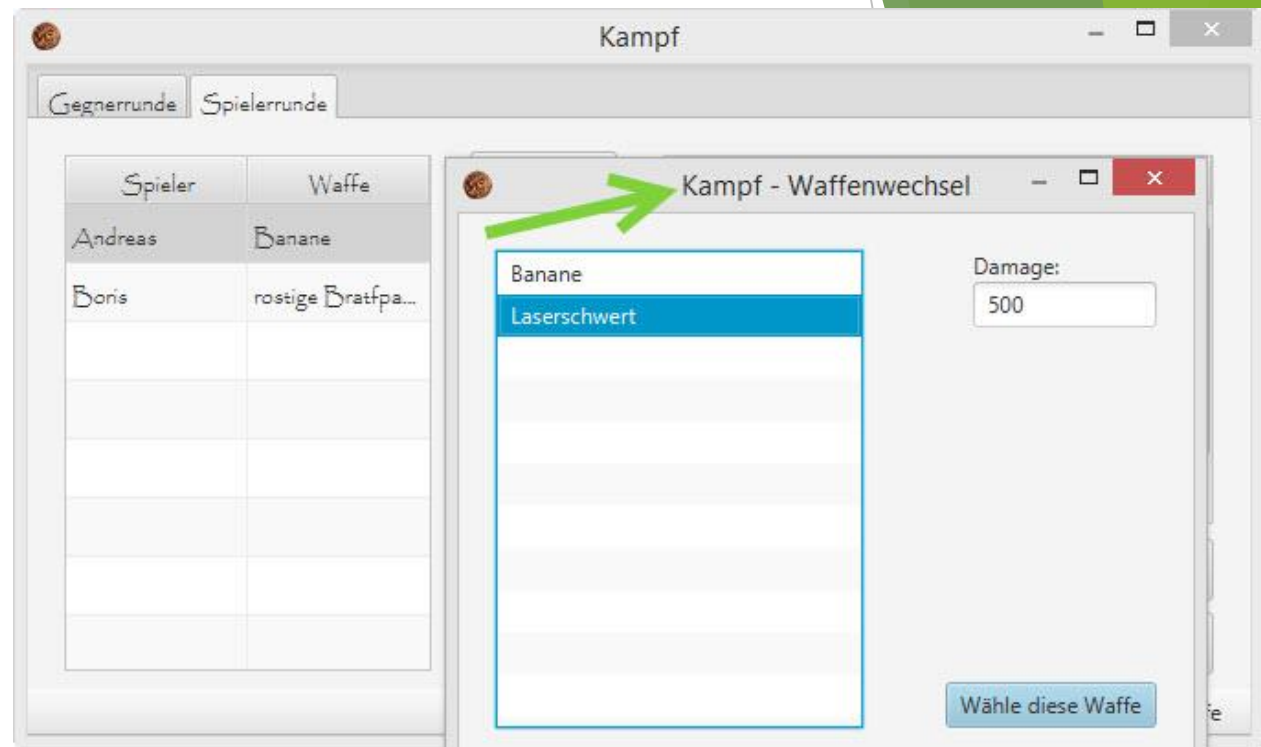 Kampf
Gegnerrunde Spielerrunde
Spieler Waffe
Andreas Banane
Boris rostige Bratfpa...
Kampf - Waffenwechsel
Banane
Laserschwert
Damage:
500
Wähle diese Waffe